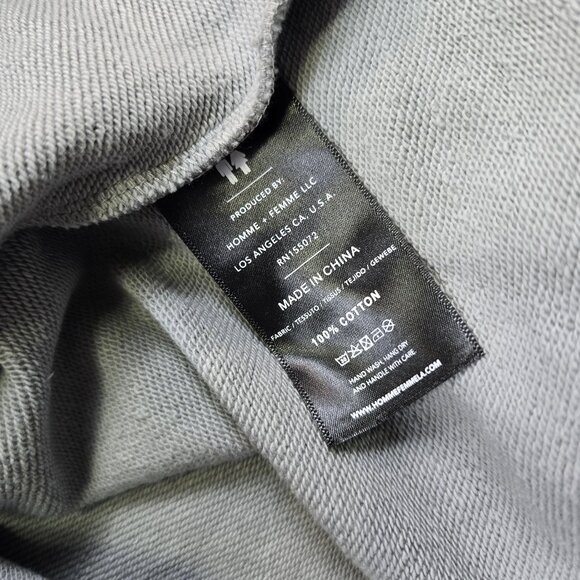 PRODUCED BY:
HOMME + FEMME LLC
LOS ANGELES CA, U.S.A.
RN155072
MADE IN CHINA
FABRIC / TESSUTO / TISSUS / TEJIDO / GEWEBE
100% COTTON
HAND WASH, HANG DRY
AND HANDLE WITH CARE.
WWW.HOMMEFEMMELA.COM